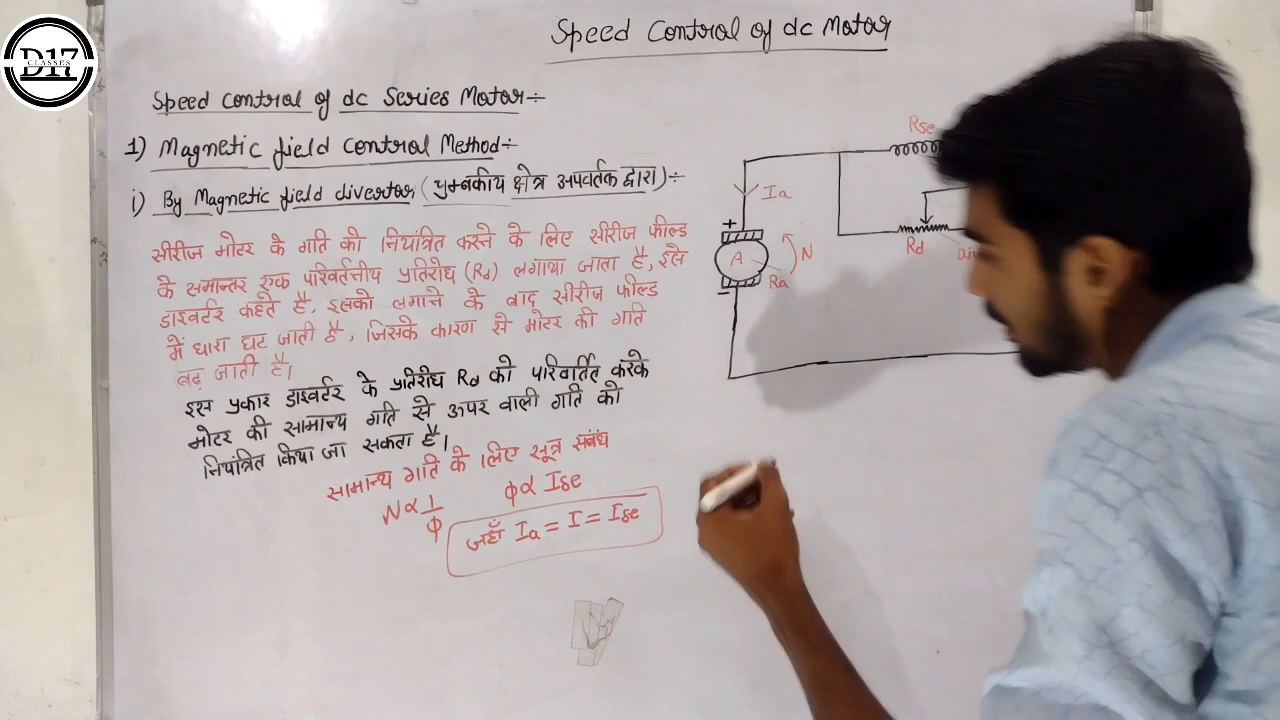 D17
CLASSES
Speed Control of dc Motor
Speed Control of dc Series Motor÷
1) Magnetic field Control Method÷
i) By Magnetic field divertor (चुम्बकीय क्षेत्र अपवर्तक द्वारा)÷
सीरीज मोटर के गति को नियंत्रित करने के लिए सीरीज फील्ड
के समान्तर एक परिवर्तनीय प्रतिरोध (Rd) लगाया जाता है, इसे
डाइवर्टर कहते है, इसको लगाने के बाद सीरीज फील्ड
में धारा घट जाती है, जिसके कारण से मोटर की गति
बढ़ जाती है।
इस प्रकार डाइवर्टर के प्रतिरोध Rd को परिवर्तित करके
मोटर की सामान्य गति से ऊपर वाली गति को
नियंत्रित किया जा सकता है।
सामान्य गति के लिए सूत्र संबंध
N∝1/ϕ
ϕ∝ Ise
जहाँ Ia = I = Ise
Rse
Ia
+
A
N
Ra
−
Rd